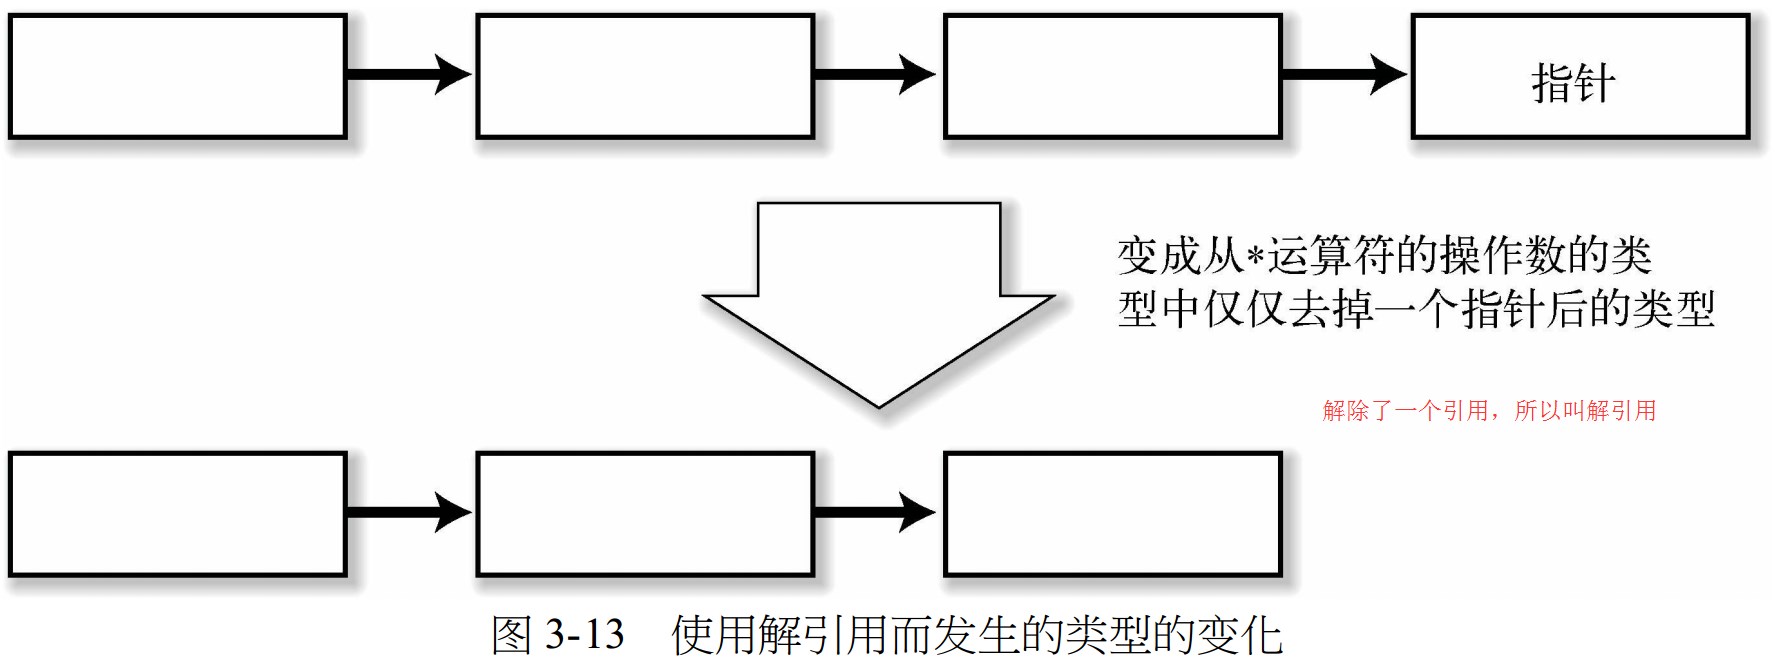 指针
变成从*运算符的操作数的类
型中仅仅去掉一个指针后的类型
解除了一个引用，所以叫解引用
图 3-13 使用解引用而发生的类型的变化